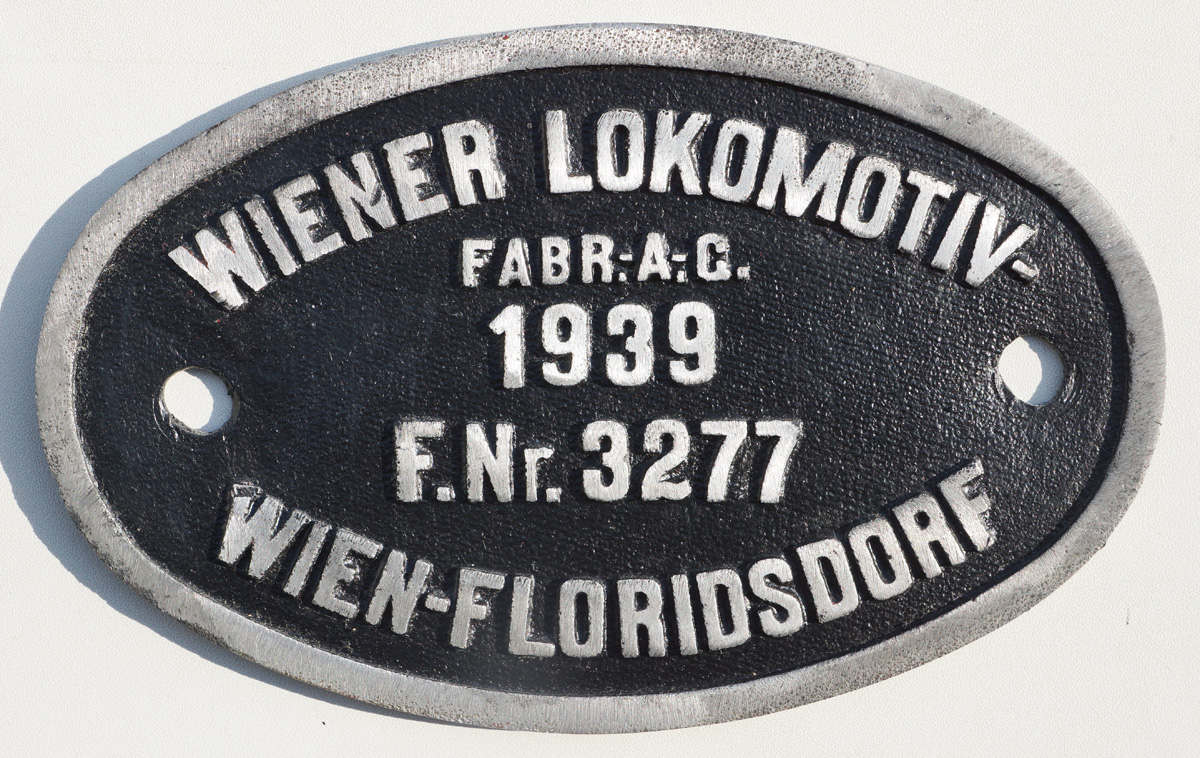 WIENER LOKOMOTIV-
FABR.-A.-G.
1939
F.Nr. 3277
WIEN-FLORIDSDORF